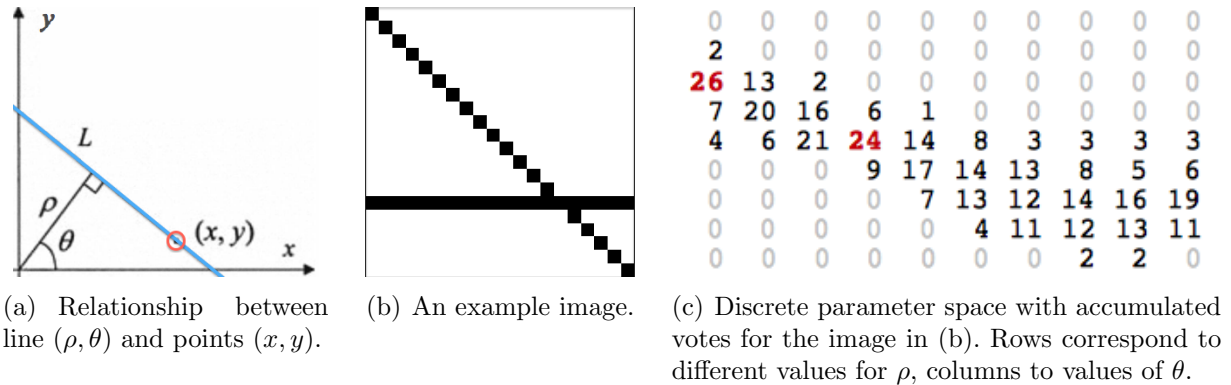 y
L
ρ
θ
(x, y)
x
(a) Relationship between
line (ρ, θ) and points (x, y).
(b) An example image.
0 0 0 0 0 0 0 0 0 0
2 0 0 0 0 0 0 0 0 0
26 13 2 0 0 0 0 0 0 0
7 20 16 6 1 0 0 0 0 0
4 6 21 24 14 8 3 3 3 3
0 0 0 9 17 14 13 8 5 6
0 0 0 0 7 13 12 14 16 19
0 0 0 0 0 4 11 12 13 11
0 0 0 0 0 0 0 2 2 0
(c) Discrete parameter space with accumulated
votes for the image in (b). Rows correspond to
different values for ρ, columns to values of θ.